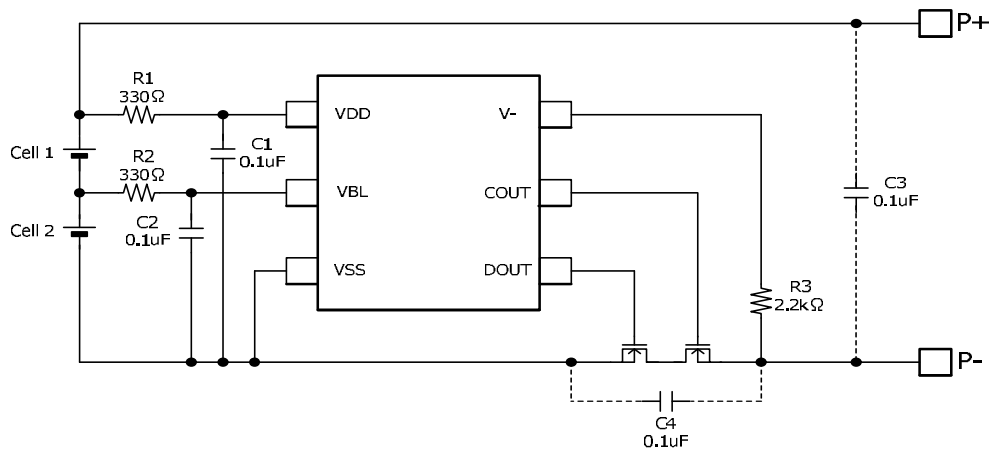 P+
R1
330Ω
VDD
V-
Cell 1
C1
0.1uF
R2
330Ω
VBL
COUT
C3
0.1uF
Cell 2
C2
0.1uF
VSS
DOUT
R3
2.2kΩ
P-
C4
0.1uF